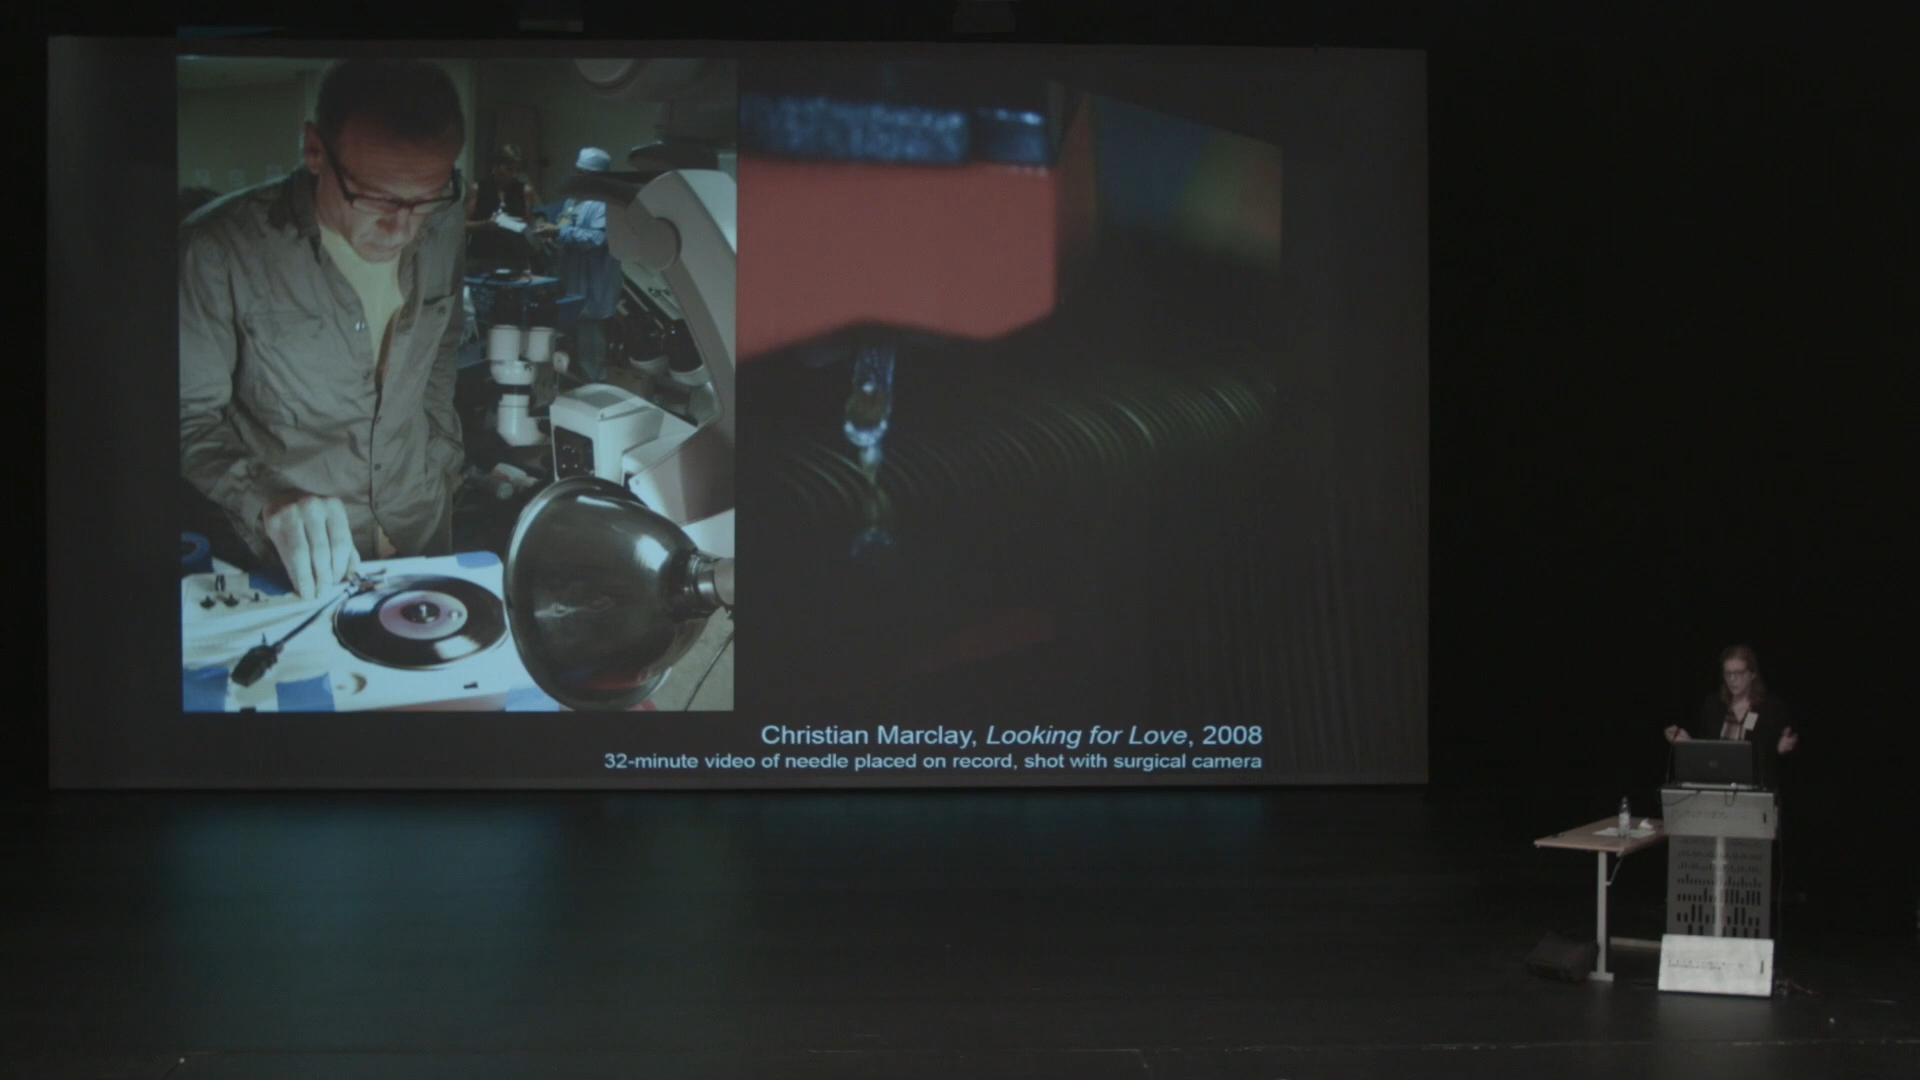 Christian Marclay, Looking for Love, 2008
32-minute video of needle placed on record, shot with surgical camera